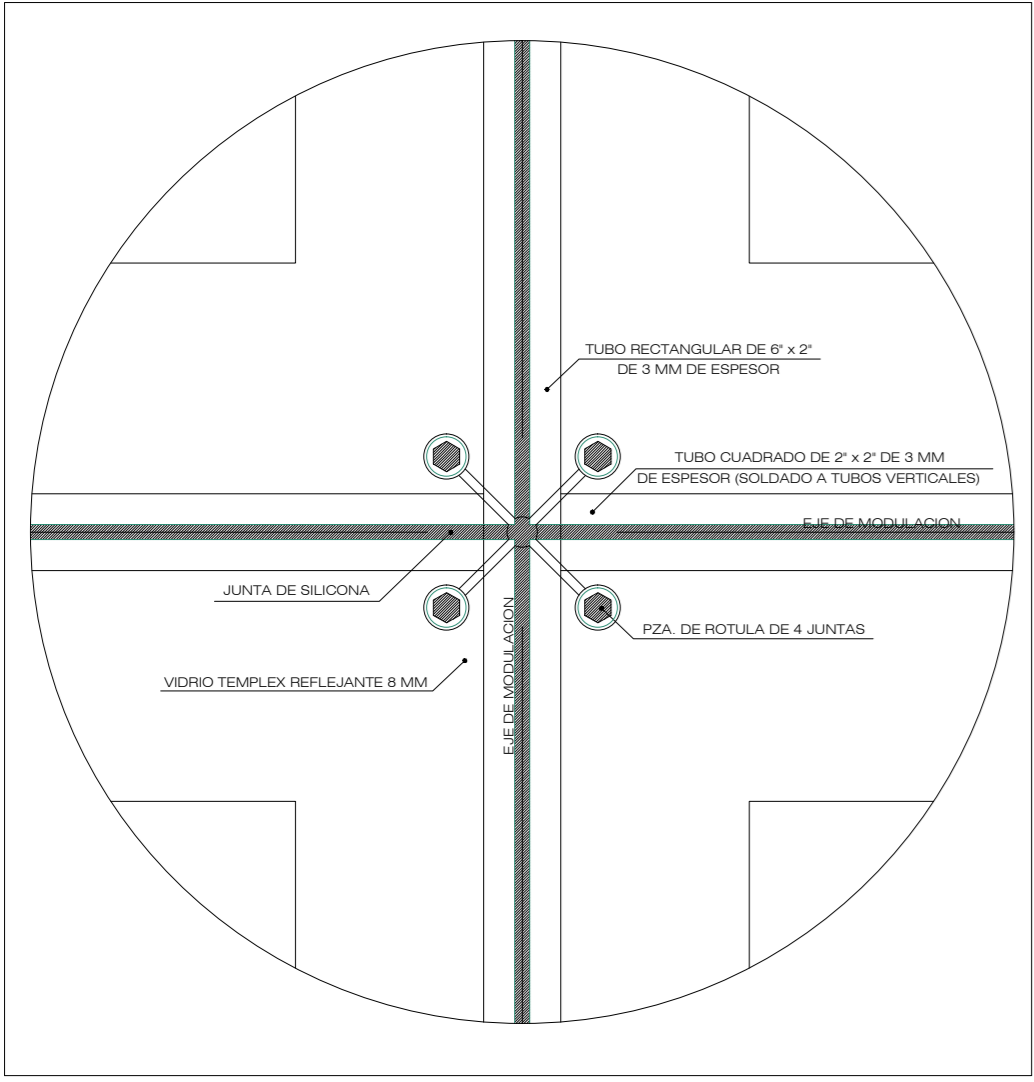 TUBO RECTANGULAR DE 6" x 2"
DE 3 MM DE ESPESOR
TUBO CUADRADO DE 2" x 2" DE 3 MM
DE ESPESOR (SOLDADO A TUBOS VERTICALES)
EJE DE MODULACION
JUNTA DE SILICONA
PZA. DE ROTULA DE 4 JUNTAS
VIDRIO TEMPLEX REFLEJANTE 8 MM
EJE DE MODULACION